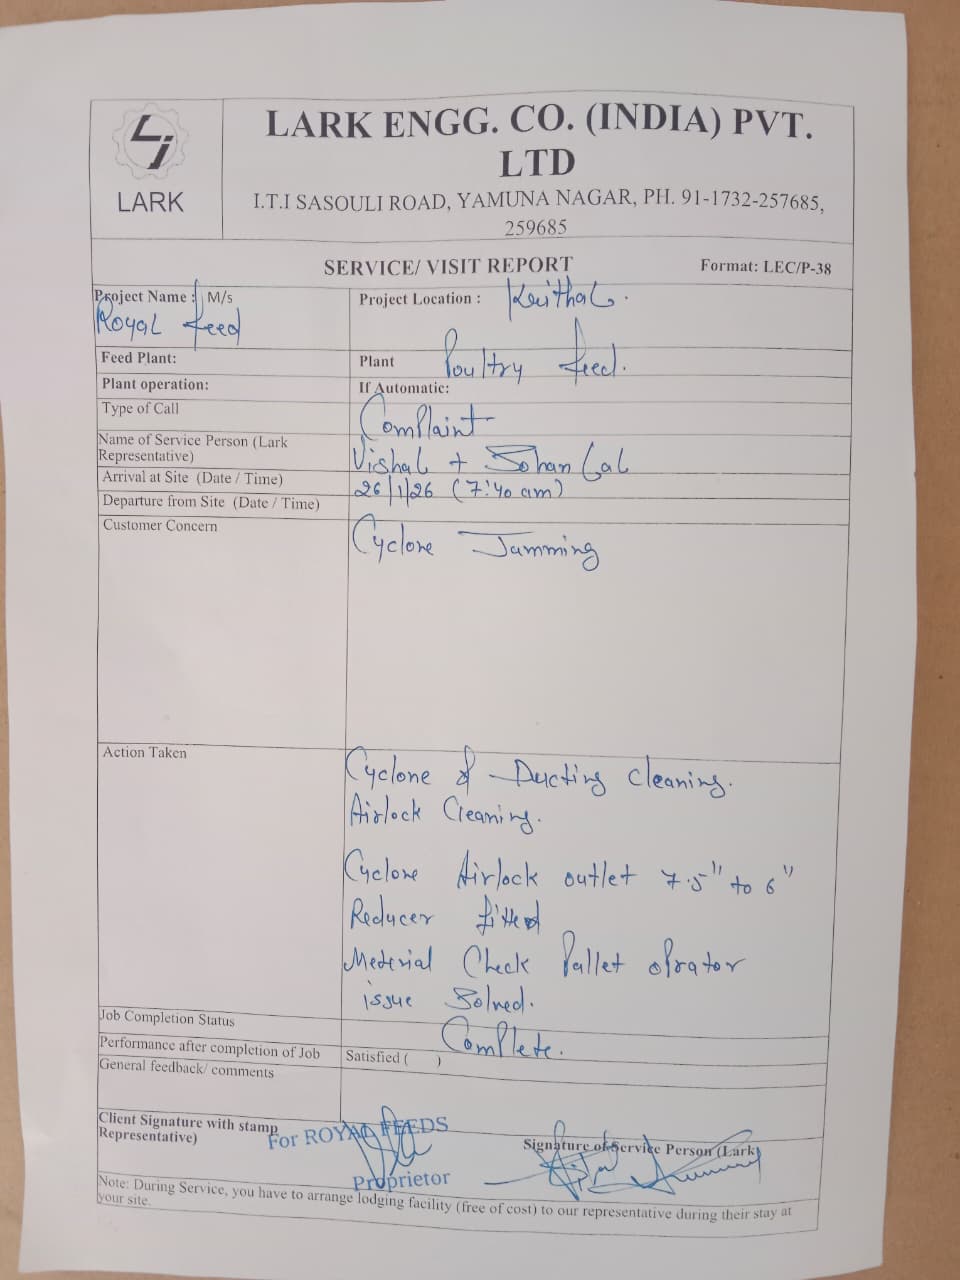 LARK
LARK ENGG. CO. (INDIA) PVT.
LTD
I.T.I SASOULI ROAD, YAMUNA NAGAR, PH. 91-1732-257685,
259685
SERVICE/ VISIT REPORT Format: LEC/P-38
Project Name : M/s
Royal feed
Project Location : Keithal.
Feed Plant:
Plant Poultry feed.
Plant operation:
If Automatic:
Type of Call
Complaint
Name of Service Person (Lark
Representative)
Vishal + Sohan Lal
Arrival at Site (Date / Time)
26/1/26 (7:40 am)
Departure from Site (Date / Time)
Customer Concern
Cyclone Jamming
Action Taken
Cyclone & Ducting Cleaning.
Airlock Cleaning.
Cyclone Airlock outlet 7.5" to 6"
Reducer fitted
Meterial Check Pallet oprator
issue Solved.
Job Completion Status
Complete.
Performance after completion of Job
Satisfied ( )
General feedback/ comments
Client Signature with stamp
Representative)
For ROYAL FEEDS
Proprietor
Signature of Service Person (Lark
Note: During Service, you have to arrange lodging facility (free of cost) to our representative during their stay at
your site.